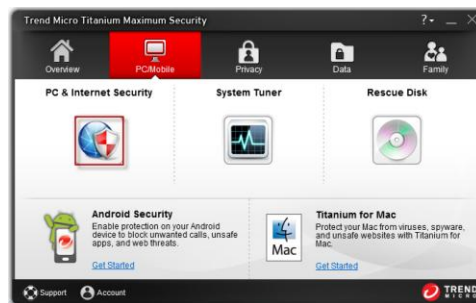 Trend Micro Titanium Maximum Security
?
Overview
PC/Mobile
Privacy
Data
Family
PC & Internet Security
System Tuner
Rescue Disk
Android Security
Enable protection on your Android
device to block unwanted calls, unsafe
apps, and web threats.
Get Started
Mac
Titanium for Mac
Protect your Mac from viruses, spyware,
and unsafe websites with Titanium for
Mac.
Get Started
Support
Account
TREND
MICRO